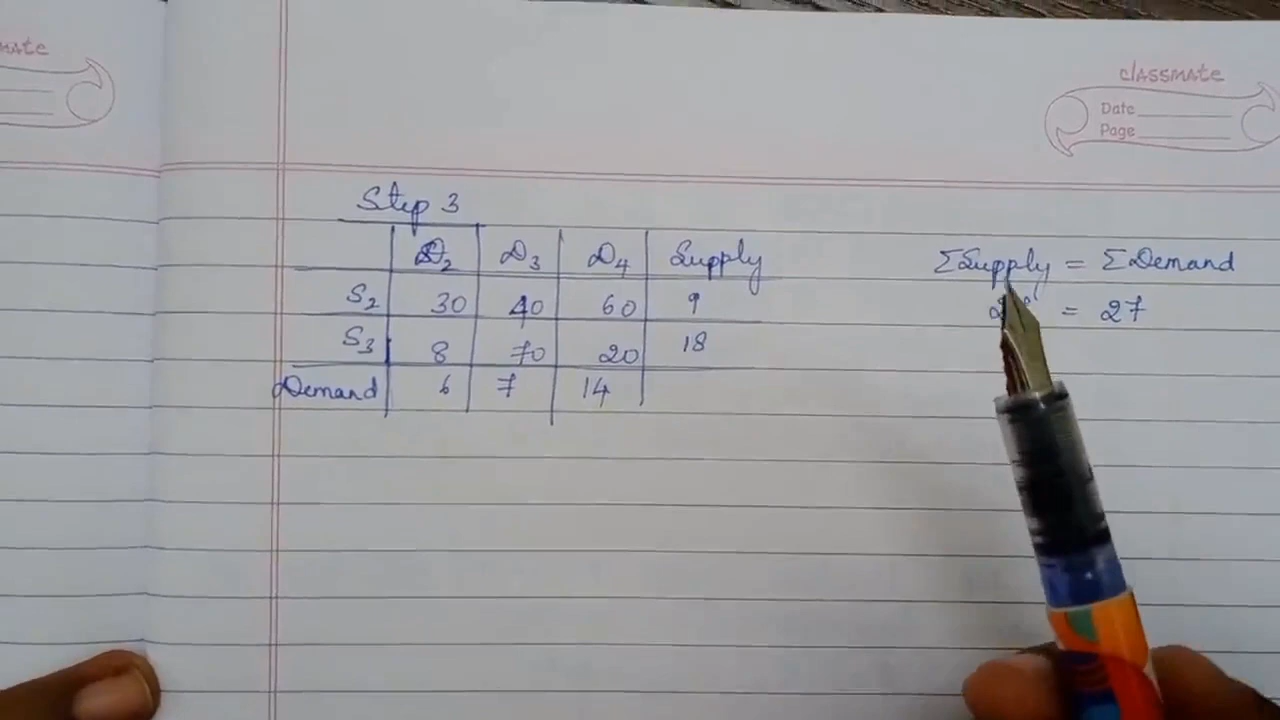 mate
classmate
Date
Page
Step 3
D2 D3 D4 Supply
S2 30 40 60 9
S3 8 70 20 18
Demand 6 7 14
ΣSupply = ΣDemand
= 27